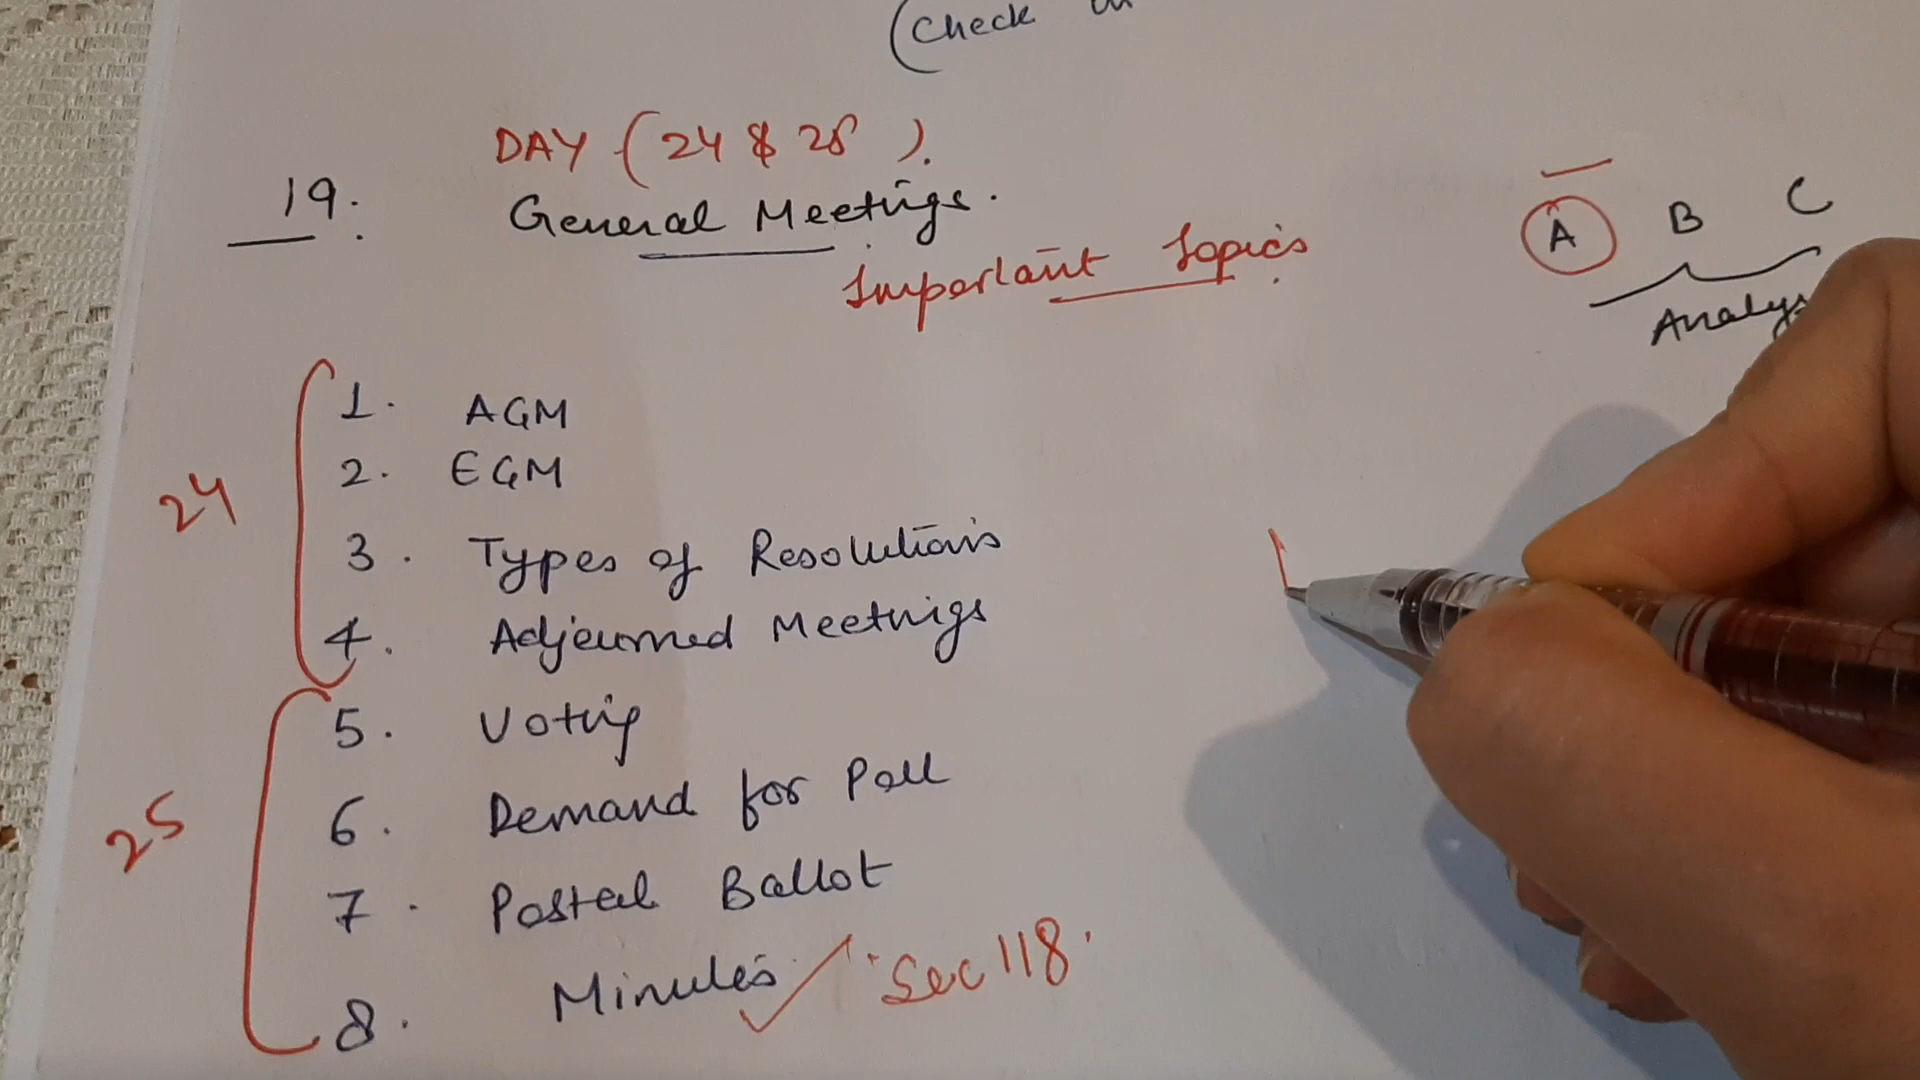 (Check in
DAY (24 & 25).
19. General Meetings.
Important Topics
A B C
Analys
24
1. AGM
2. EGM
3. Types of Resolutions
4. Adjourned Meetings
25
5. Voting
6. Demand for Poll
7. Postal Ballot
8. Minutes Sec 118.